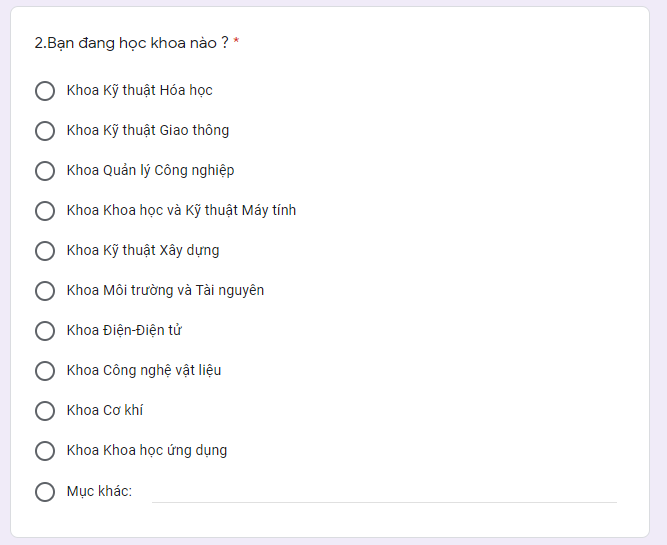 2.Bạn đang học khoa nào ? *
Khoa Kỹ thuật Hóa học
Khoa Kỹ thuật Giao thông
Khoa Quản lý Công nghiệp
Khoa Khoa học và Kỹ thuật Máy tính
Khoa Kỹ thuật Xây dựng
Khoa Môi trường và Tài nguyên
Khoa Điện-Điện tử
Khoa Công nghệ vật liệu
Khoa Cơ khí
Khoa Khoa học ứng dụng
Mục khác: